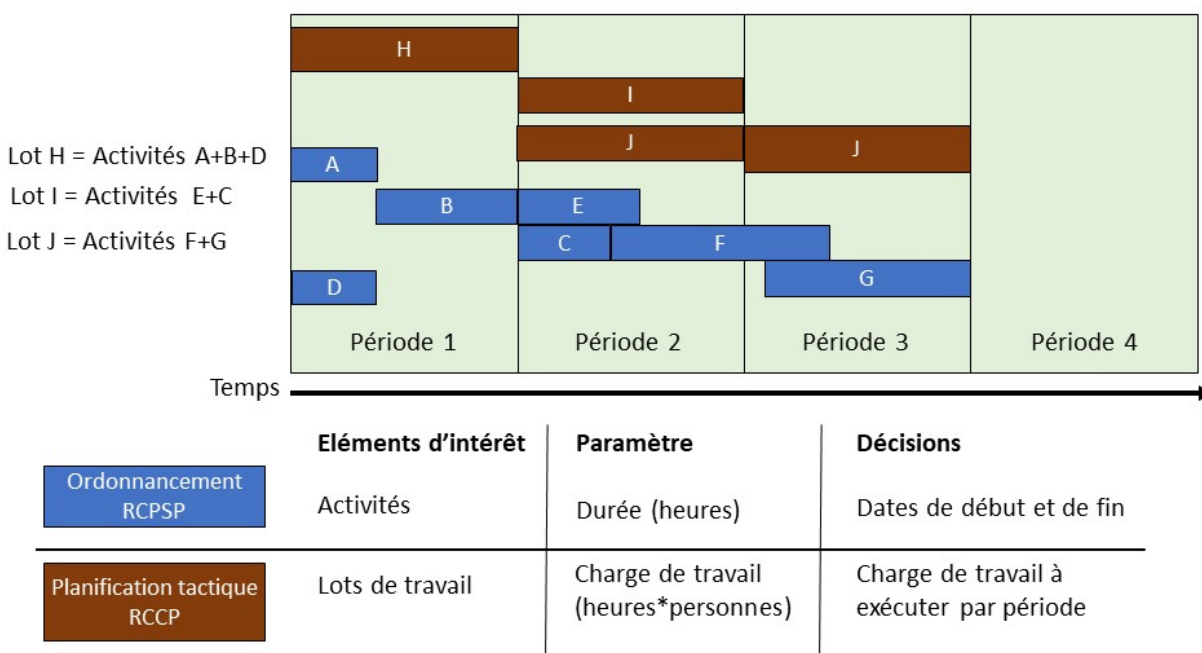 H
I
J
J
Lot H = Activités A+B+D
A
Lot I = Activités E+C
B
E
Lot J = Activités F+G
C
F
G
D
Période 1
Période 2
Période 3
Période 4
Temps
Eléments d'intérêt
Paramètre
Décisions
Ordonnancement
RCPSP
Activités
Durée (heures)
Dates de début et de fin
Planification tactique
RCCP
Lots de travail
Charge de travail
(heures*personnes)
Charge de travail à
exécuter par période